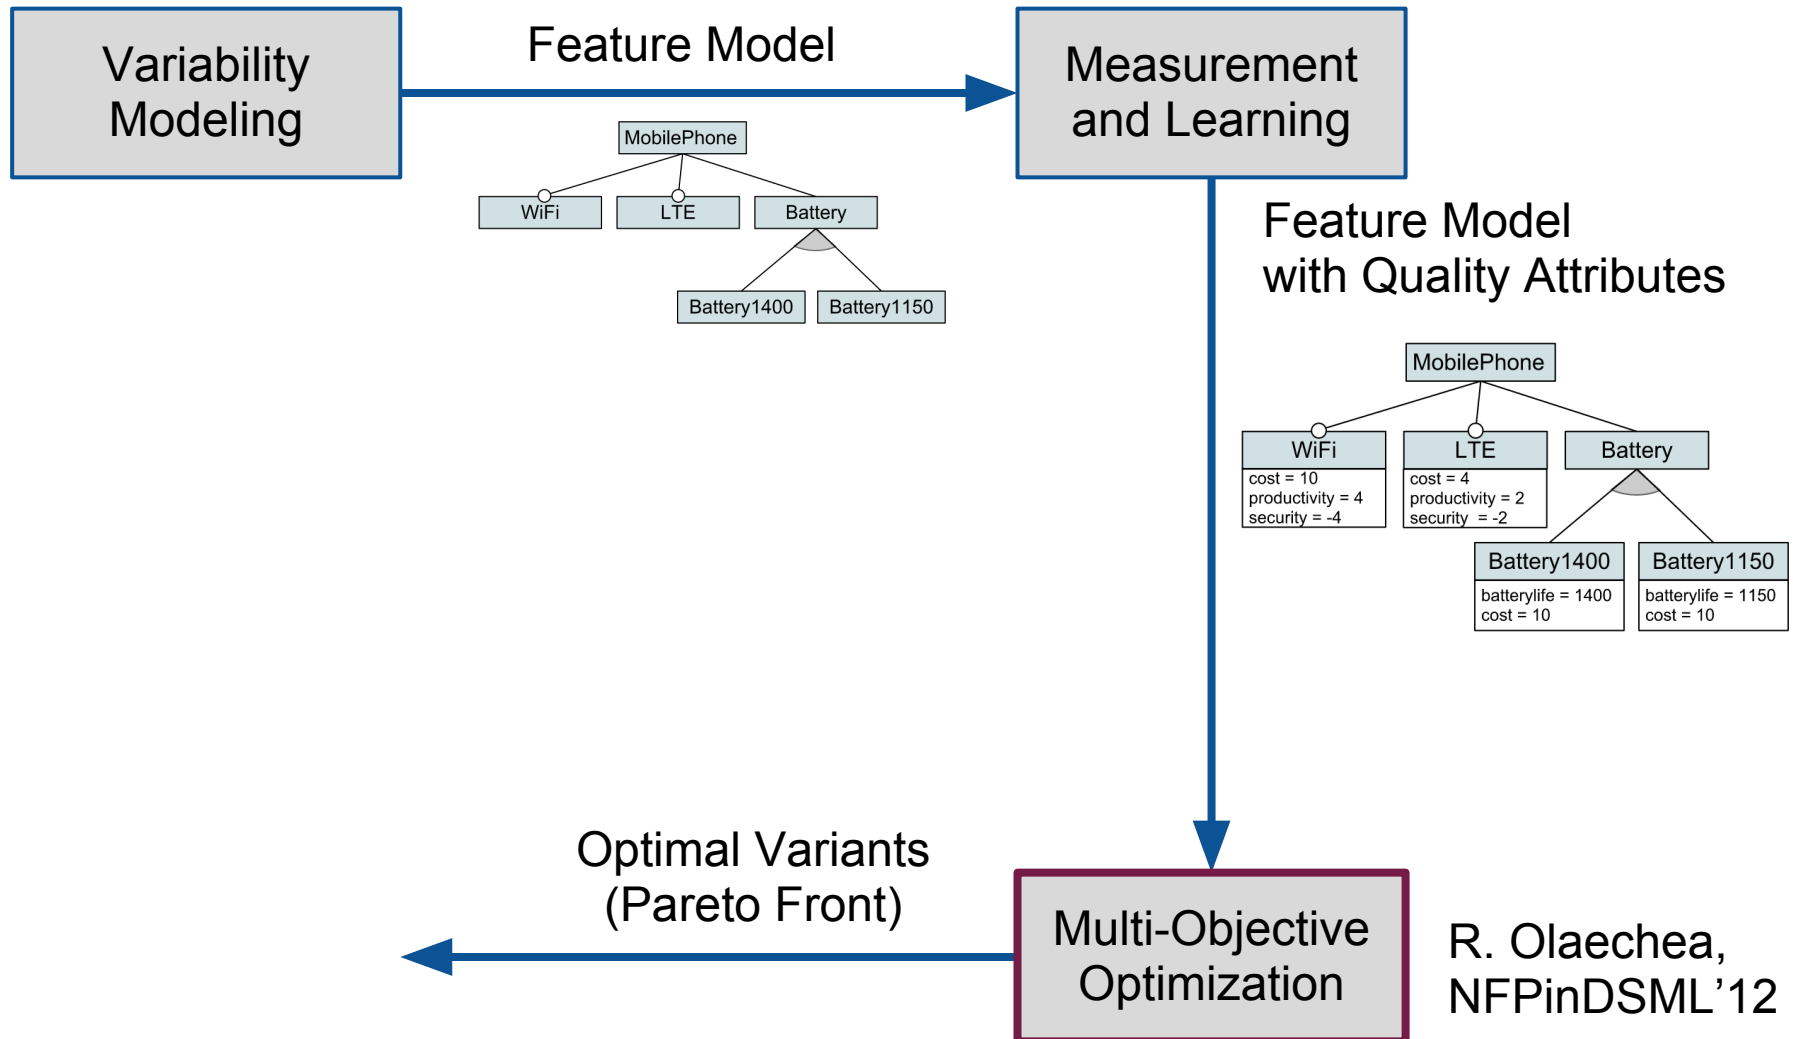 Variability
Modeling
Feature Model
Measurement
and Learning
MobilePhone
WiFi
LTE
Battery
Battery1400
Battery1150
Feature Model
with Quality Attributes
MobilePhone
WiFi
cost = 10
productivity = 4
security = -4
LTE
cost = 4
productivity = 2
security = -2
Battery
Battery1400
batterylife = 1400
cost = 10
Battery1150
batterylife = 1150
cost = 10
Optimal Variants
(Pareto Front)
Multi-Objective
Optimization
R. Olaechea,
NFPinDSML’12